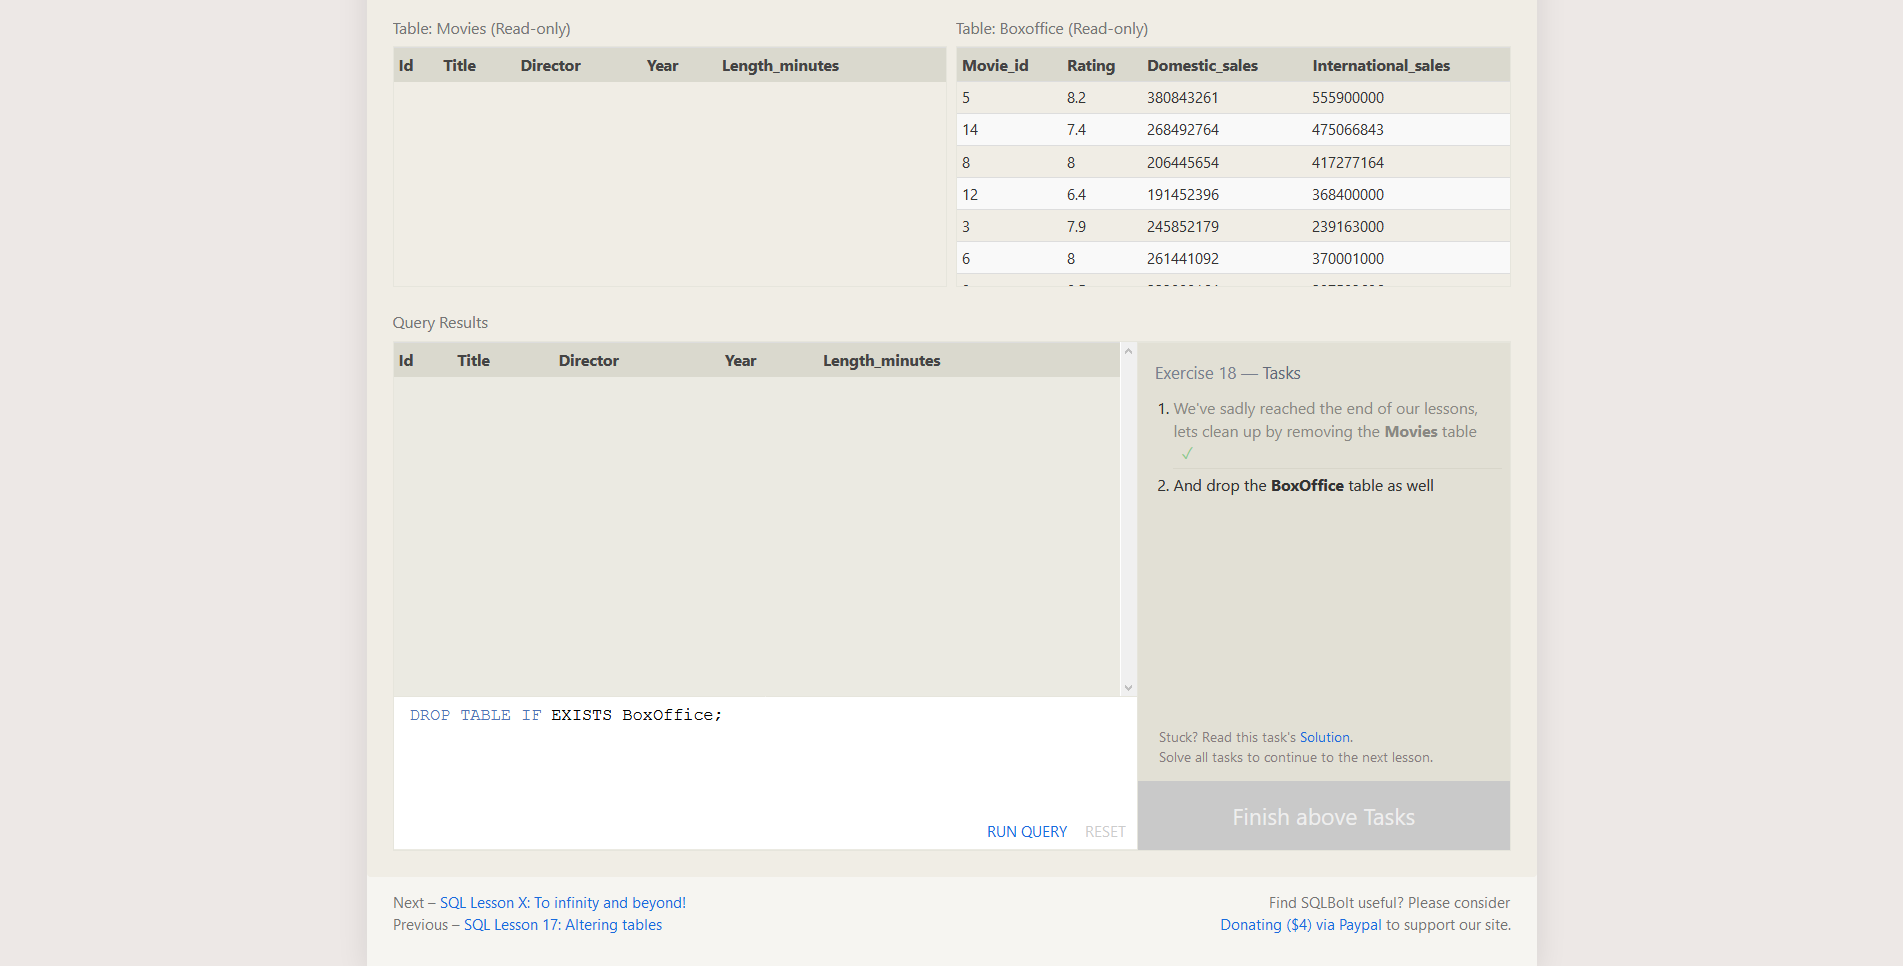 Table: Movies (Read-only)
Id Title Director Year Length_minutes
Table: Boxoffice (Read-only)
Movie_id Rating Domestic_sales International_sales
5 8.2 380843261 555900000
14 7.4 268492764 475066843
8 8 206445654 417277164
12 6.4 191452396 368400000
3 7.9 245852179 239163000
6 8 261441092 370001000
Query Results
Id Title Director Year Length_minutes
DROP TABLE IF EXISTS BoxOffice;
RUN QUERY RESET
Exercise 18 — Tasks
1. We've sadly reached the end of our lessons,
lets clean up by removing the Movies table
✓
2. And drop the BoxOffice table as well
Stuck? Read this task's Solution.
Solve all tasks to continue to the next lesson.
Finish above Tasks
Next – SQL Lesson X: To infinity and beyond!
Previous – SQL Lesson 17: Altering tables
Find SQLBolt useful? Please consider
Donating ($4) via Paypal to support our site.